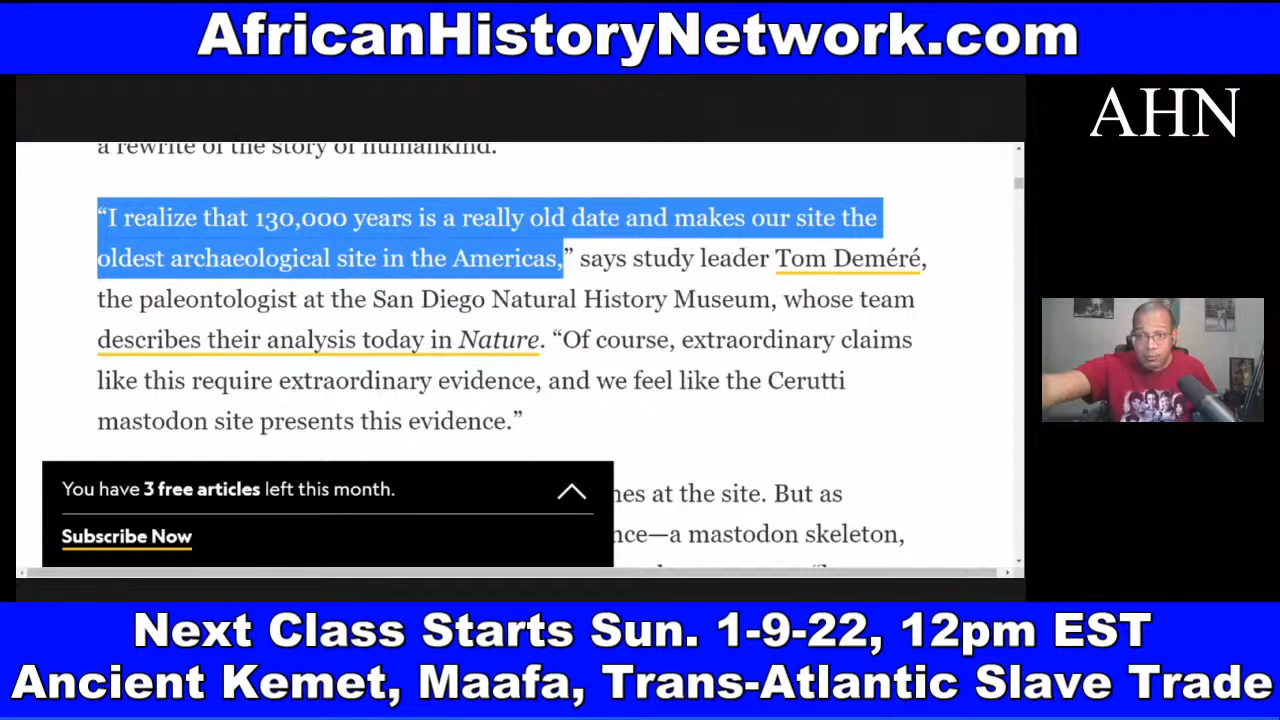 AfricanHistoryNetwork.com
AHN
a rewrite of the story of humankind.
“I realize that 130,000 years is a really old date and makes our site the
oldest archaeological site in the Americas,” says study leader Tom Deméré,
the paleontologist at the San Diego Natural History Museum, whose team
describes their analysis today in Nature. “Of course, extraordinary claims
like this require extraordinary evidence, and we feel like the Cerutti
mastodon site presents this evidence.”
You have 3 free articles left this month.
Subscribe Now
at the site. But as
a mastodon skeleton,
Next Class Starts Sun. 1-9-22, 12pm EST
Ancient Kemet, Maafa, Trans-Atlantic Slave Trade